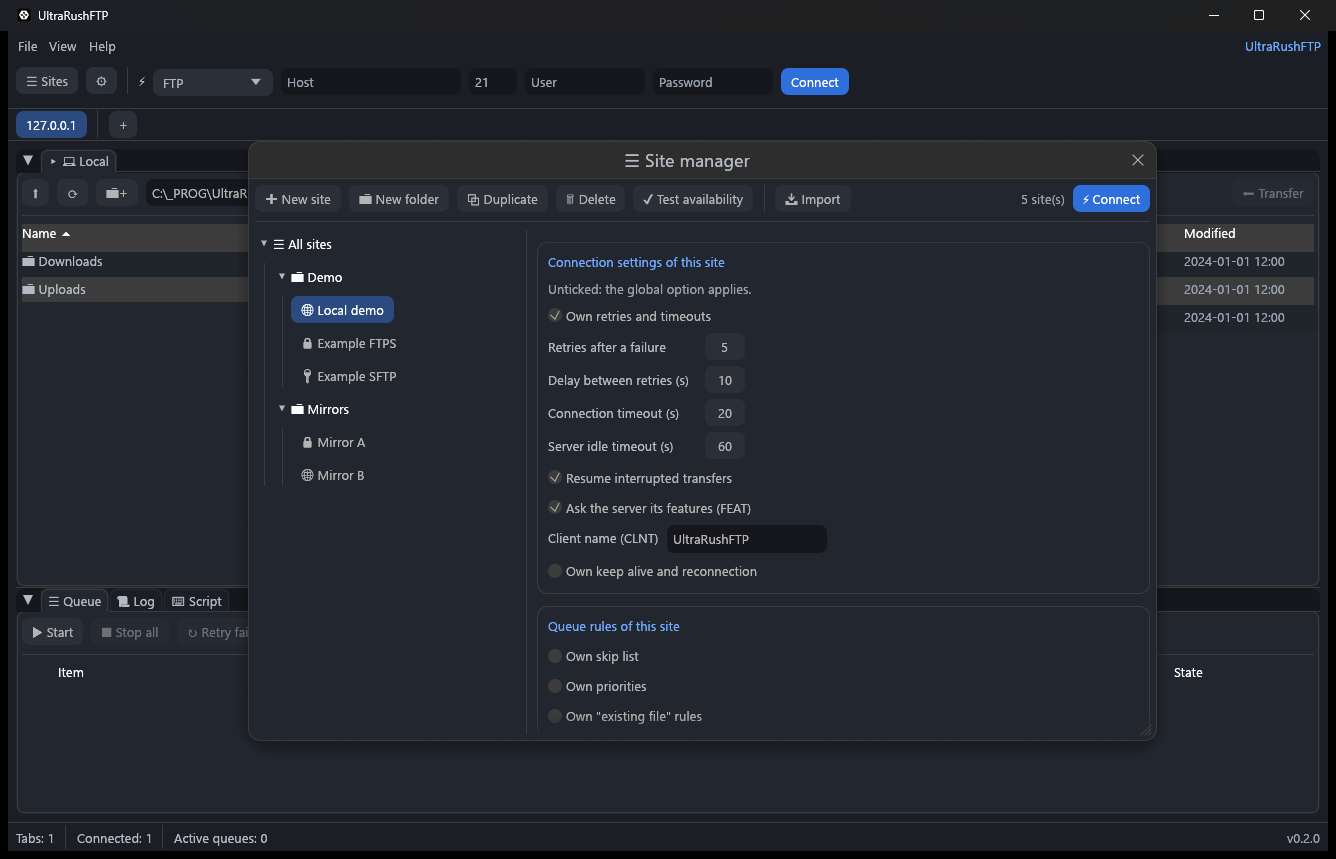 UltraRushFTP
File View Help UltraRushFTP
Sites FTP Host 21 User Password Connect
127.0.0.1 +
Local
C:\_PROG\UltraR
Transfer
Name
Downloads
Uploads
Modified
2024-01-01 12:00
2024-01-01 12:00
2024-01-01 12:00
Site manager
New site New folder Duplicate Delete Test availability Import 5 site(s) Connect
All sites
Demo
Local demo
Example FTPS
Example SFTP
Mirrors
Mirror A
Mirror B
Connection settings of this site
Unticked: the global option applies.
Own retries and timeouts
Retries after a failure 5
Delay between retries (s) 10
Connection timeout (s) 20
Server idle timeout (s) 60
Resume interrupted transfers
Ask the server its features (FEAT)
Client name (CLNT) UltraRushFTP
Own keep alive and reconnection
Queue rules of this site
Own skip list
Own priorities
Own "existing file" rules
Queue Log Script
Start Stop all Retry fai
Item State
Tabs: 1 Connected: 1 Active queues: 0 v0.2.0